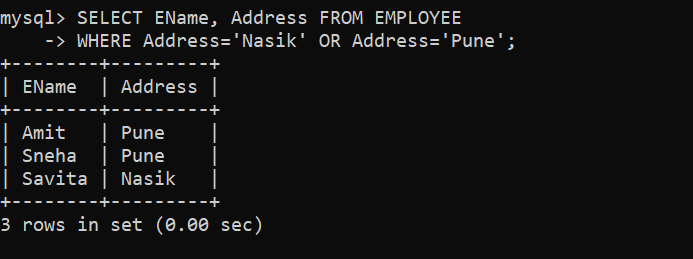 mysql> SELECT EName, Address FROM EMPLOYEE
    -> WHERE Address='Nasik' OR Address='Pune';
+--------+---------+
| EName  | Address |
+--------+---------+
| Amit   | Pune    |
| Sneha  | Pune    |
| Savita | Nasik   |
+--------+---------+
3 rows in set (0.00 sec)